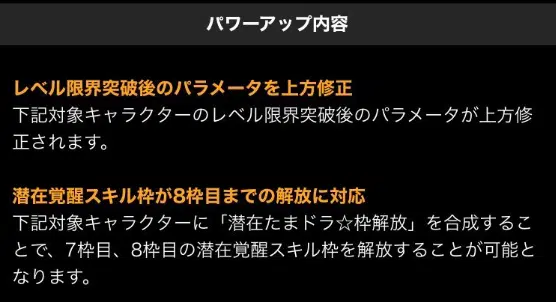 パワーアップ内容
レベル限界突破後のパラメータを上方修正
下記対象キャラクターのレベル限界突破後のパラメータが上方修
正されます。
潜在覚醒スキル枠が8枠目までの解放に対応
下記対象キャラクターに「潜在たまドラ☆枠解放」を合成するこ
とで、7枠目、8枠目の潜在覚醒スキル枠を解放することが可能と
なります。